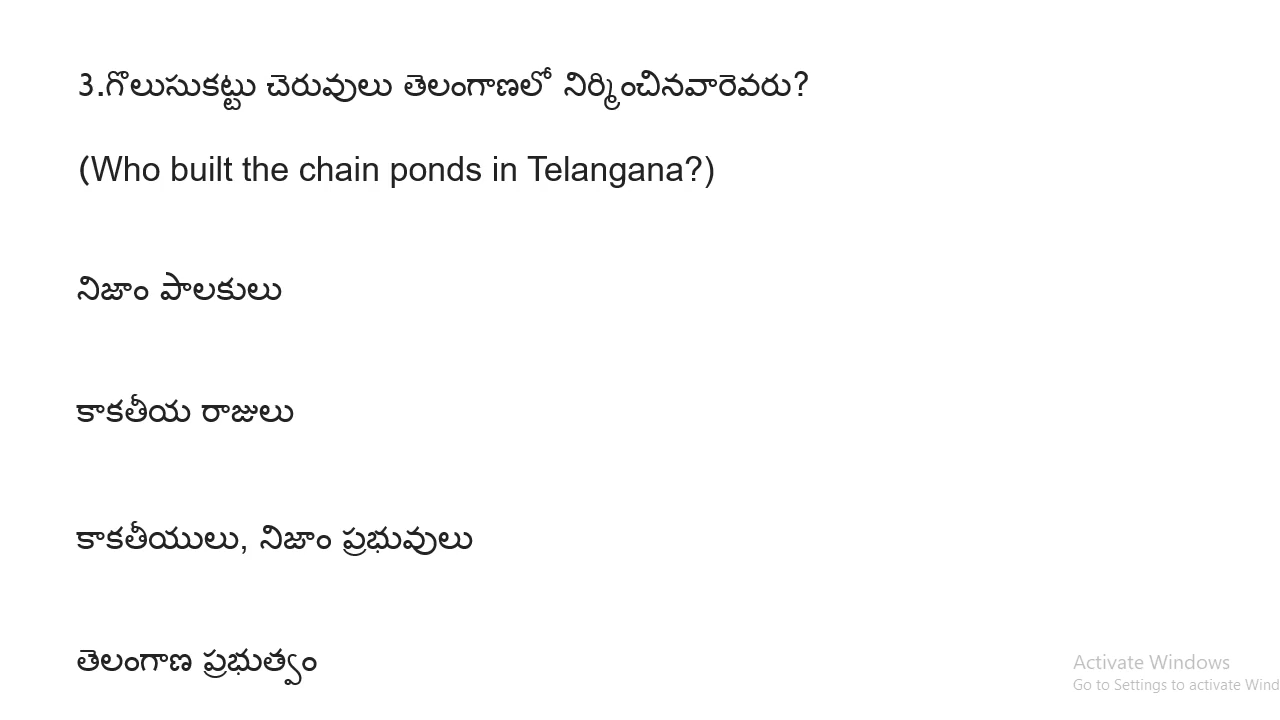 3.గొలుసుకట్టు చెరువులు తెలంగాణలో నిర్మించినవారెవరు?
(Who built the chain ponds in Telangana?)
నిజాం పాలకులు
కాకతీయ రాజులు
కాకతీయులు, నిజాం ప్రభువులు
తెలంగాణ ప్రభుత్వం
Activate Windows
Go to Settings to activate Wind